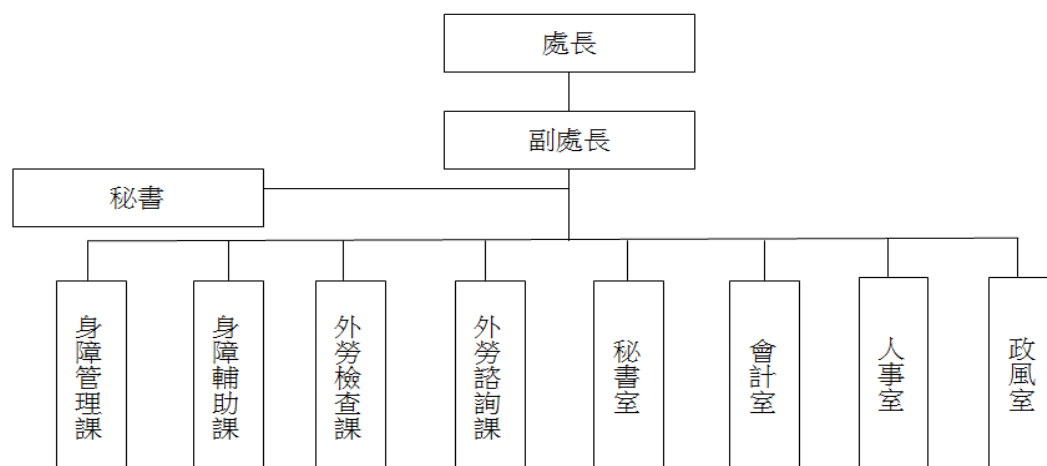 處長
副處長
秘書
身障管理課
身障輔助課
外勞檢查課
外勞諮詢課
秘書室
會計室
人事室
政風室